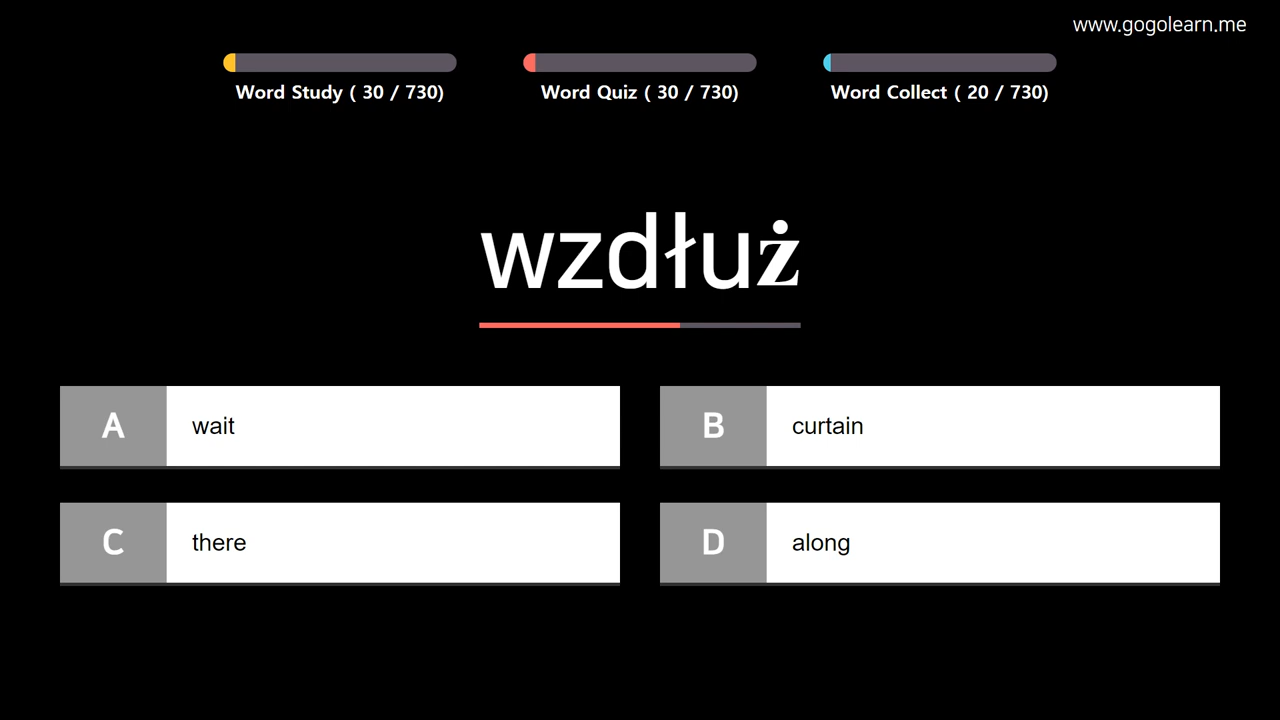 www.gogolearn.me
Word Study ( 30 / 730)
Word Quiz ( 30 / 730)
Word Collect ( 20 / 730)
wzdłuż
A wait
B curtain
C there
D along